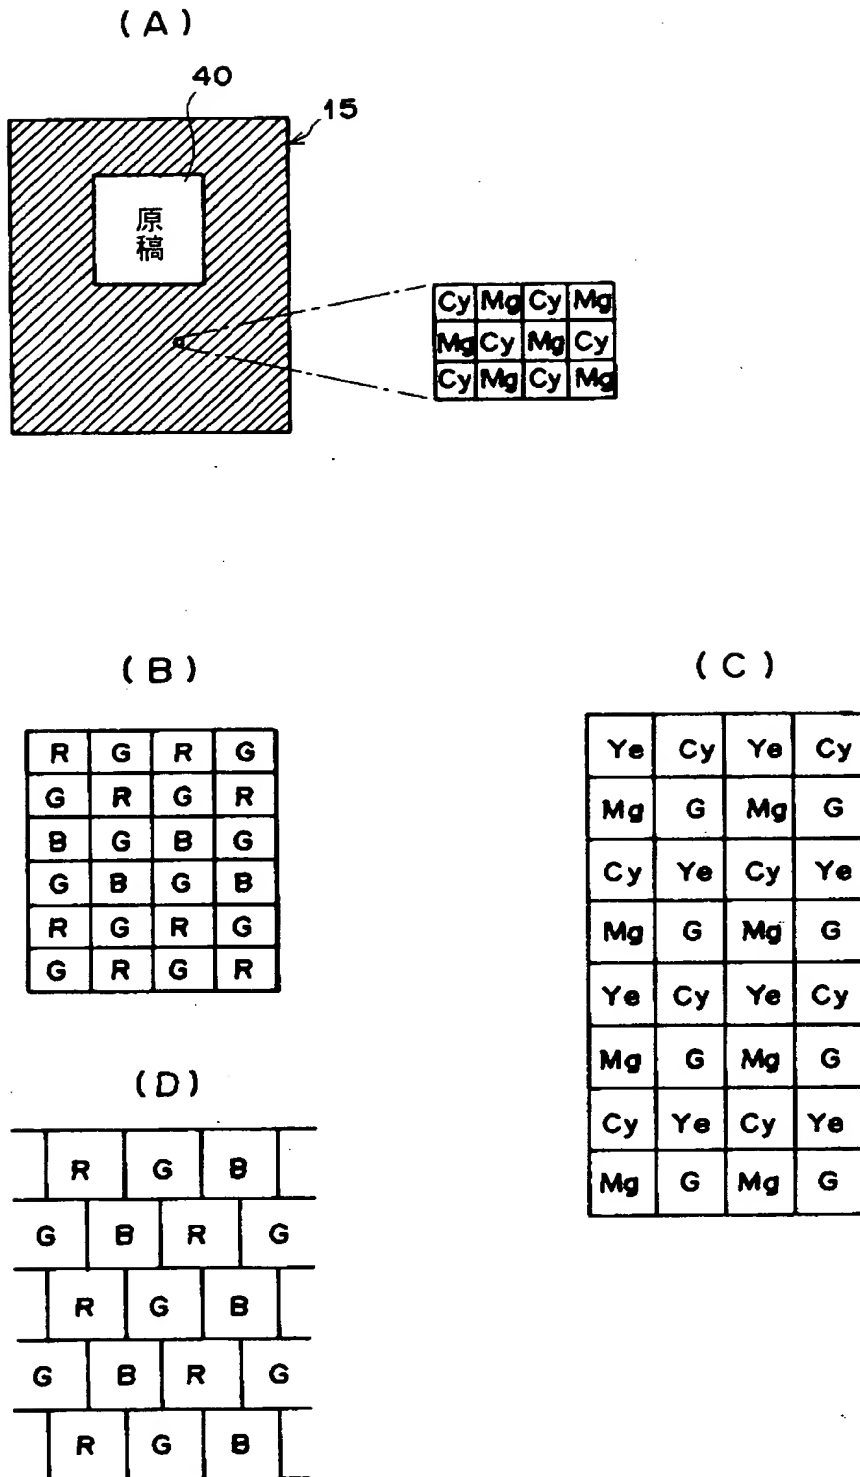 (A)
40
15
原
稿
Cy Mg Cy Mg
Mg Cy Mg Cy
Cy Mg Cy Mg
(B)
R G R G
G R G R
B G B G
G B G B
R G R G
G R G R
(C)
Ye Cy Ye Cy
Mg G Mg G
Cy Ye Cy Ye
Mg G Mg G
Ye Cy Ye Cy
Mg G Mg G
Cy Ye Cy Ye
Mg G Mg G
(D)
R G B
G B R G
R G B
G B R G
R G B